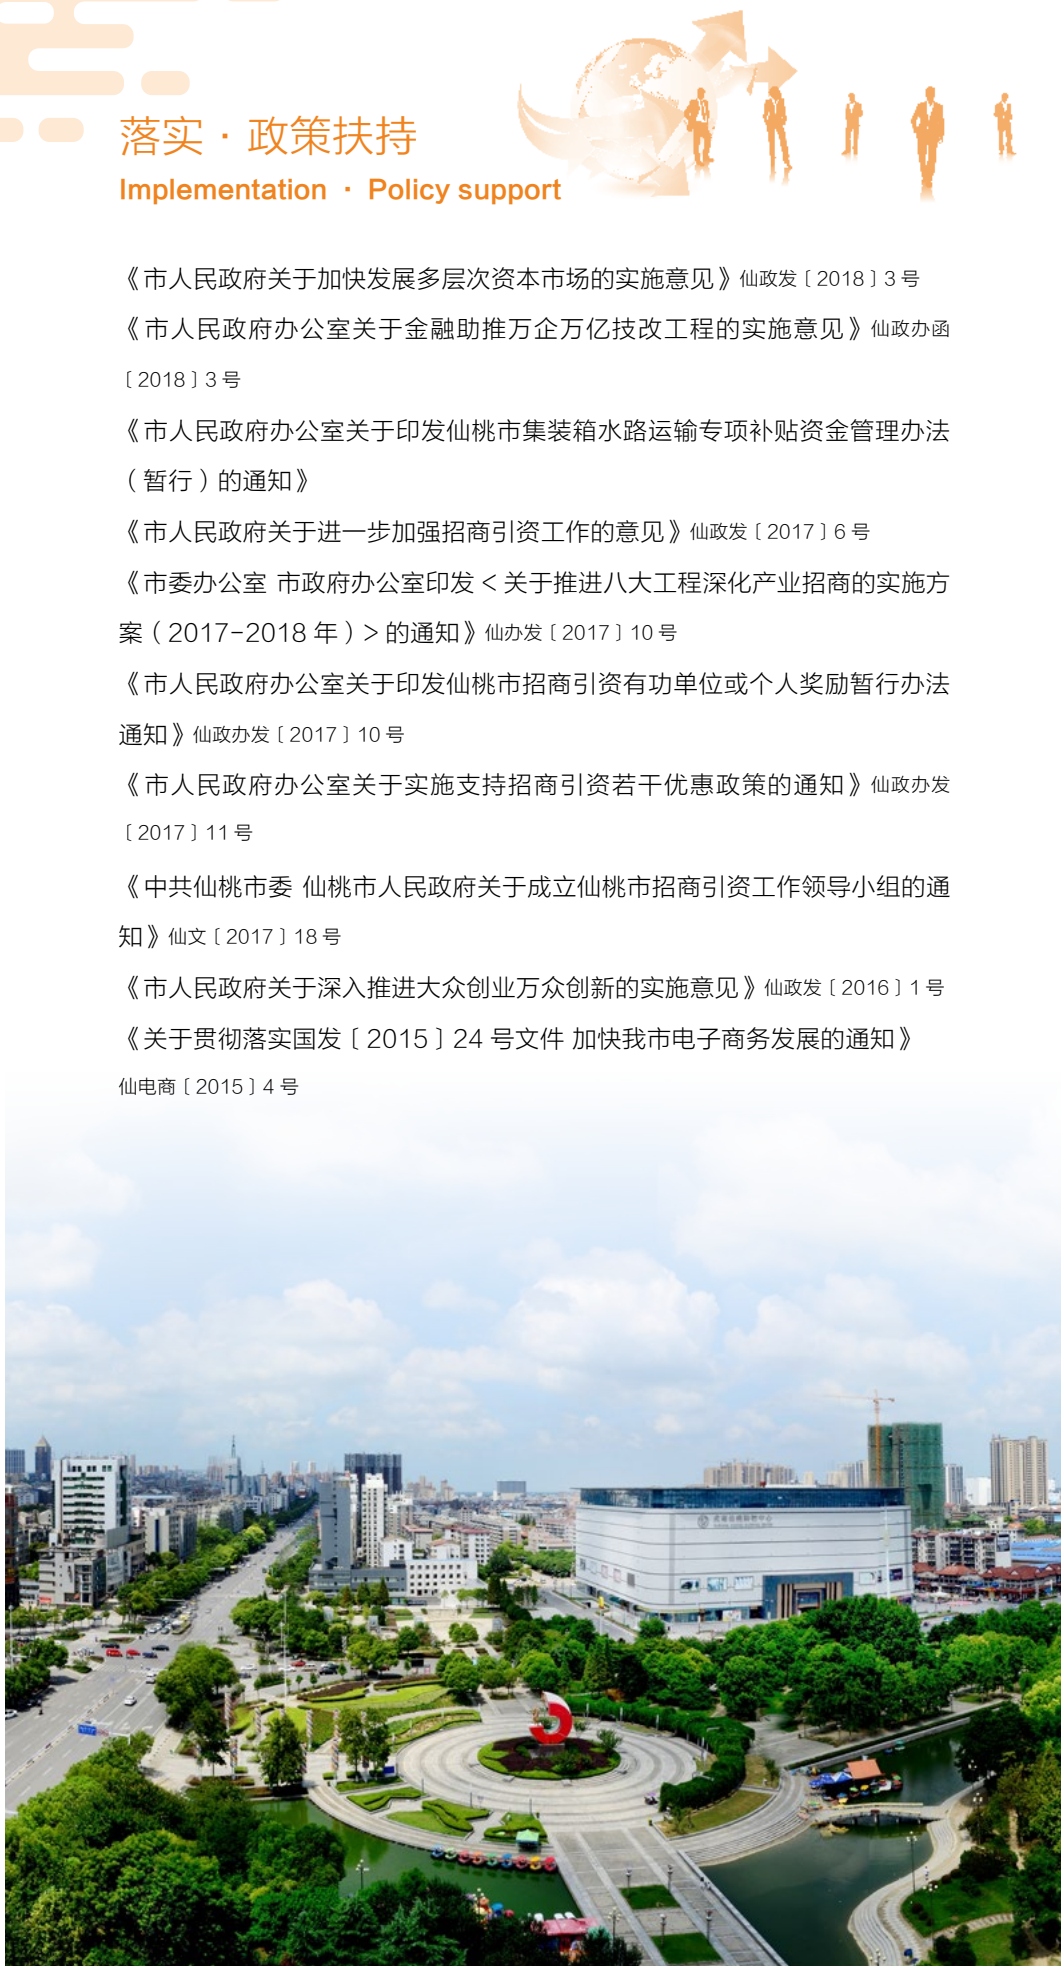 落实·政策扶持
Implementation · Policy support
《市人民政府关于加快发展多层次资本市场的实施意见》仙政发〔2018〕3号
《市人民政府办公室关于金融助推万企万亿技改工程的实施意见》仙政办函
〔2018〕3号
《市人民政府办公室关于印发仙桃市集装箱水路运输专项补贴资金管理办法
（暂行）的通知》
《市人民政府关于进一步加强招商引资工作的意见》仙政发〔2017〕6号
《市委办公室 市政府办公室印发<关于推进八大工程深化产业招商的实施方
案（2017-2018年）>的通知》仙办发〔2017〕10号
《市人民政府办公室关于印发仙桃市招商引资有功单位或个人奖励暂行办法
通知》仙政办发〔2017〕10号
《市人民政府办公室关于实施支持招商引资若干优惠政策的通知》仙政办发
〔2017〕11号
《中共仙桃市委 仙桃市人民政府关于成立仙桃市招商引资工作领导小组的通
知》仙文〔2017〕18号
《市人民政府关于深入推进大众创业万众创新的实施意见》仙政发〔2016〕1号
《关于贯彻落实国发〔2015〕24号文件 加快我市电子商务发展的通知》
仙电商〔2015〕4号